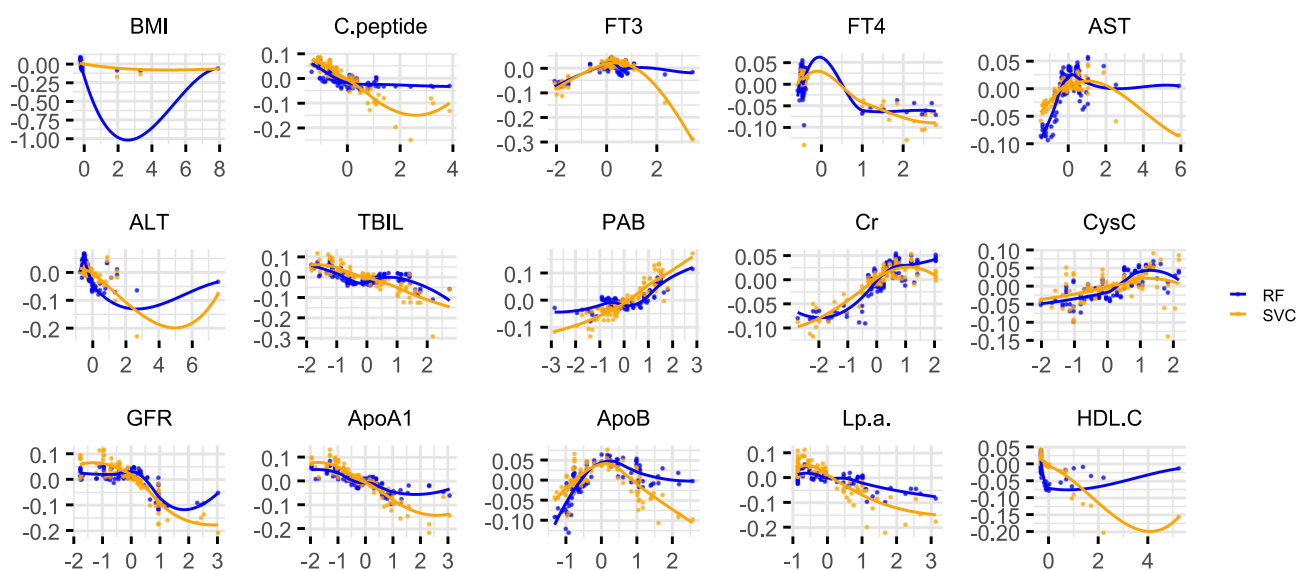 BMI
0.00
-0.25
-0.50
-0.75
-1.00
0 2 4 6 8
C.peptide
0.1
0.0
-0.1
-0.2
0 2 4
FT3
0.0
-0.1
-0.2
-0.3
-2 0 2
FT4
0.05
0.00
-0.05
-0.10
0 1 2
AST
0.05
0.00
-0.05
-0.10
0 2 4 6
ALT
0.0
-0.1
-0.2
0 2 4 6
TBIL
0.1
0.0
-0.1
-0.2
-0.3
-2 -1 0 1 2
PAB
0.1
0.0
-0.1
-3 -2 -1 0 1 2 3
Cr
0.05
0.00
-0.05
-0.10
-2 -1 0 1 2
CysC
0.10
0.05
0.00
-0.05
-0.10
-0.15
-2 -1 0 1 2
RF
SVC
GFR
0.1
0.0
-0.1
-0.2
-2 -1 0 1 2 3
ApoA1
0.1
0.0
-0.1
-0.2
-2 -1 0 1 2 3
ApoB
0.05
0.00
-0.05
-0.10
-1 0 1 2
Lp.a.
0.1
0.0
-0.1
-0.2
-1 0 1 2 3
HDL.C
0.05
0.00
-0.05
-0.10
-0.15
-0.20
0 2 4